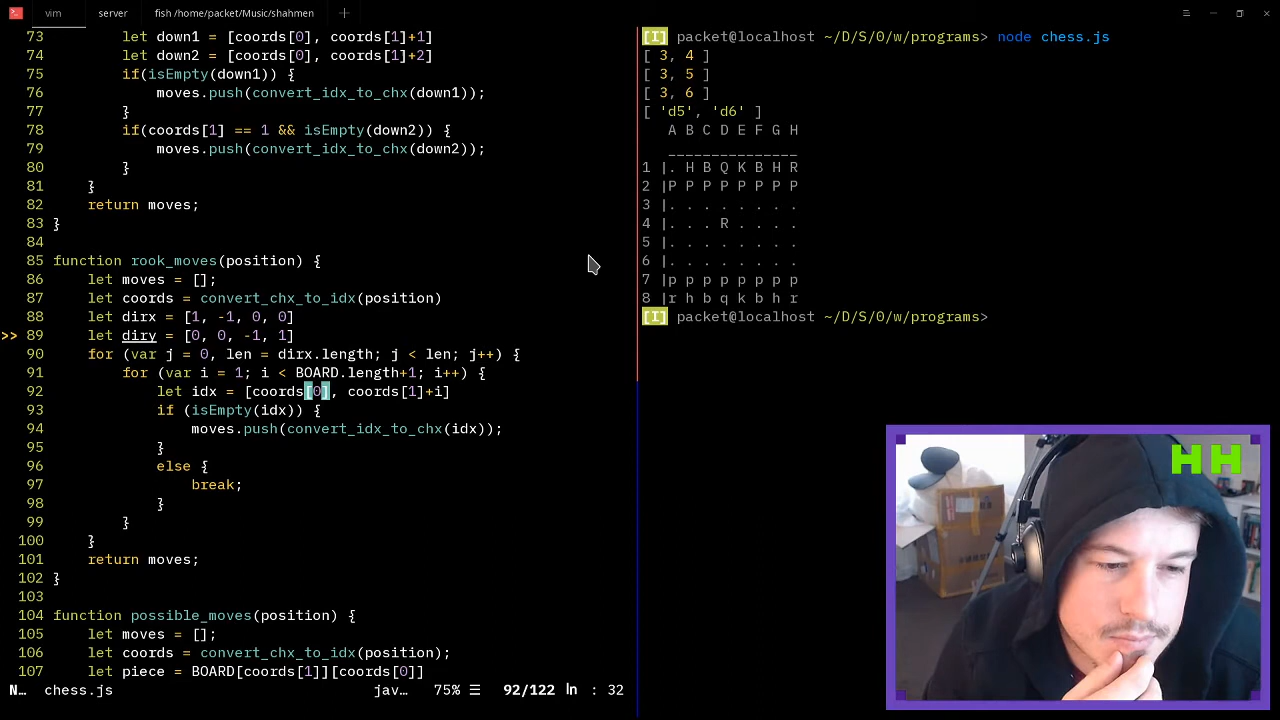 vim server fish /home/packet/Music/shahmen +
73 let down1 = [coords[0], coords[1]+1]
74 let down2 = [coords[0], coords[1]+2]
75 if(isEmpty(down1)) {
76 moves.push(convert_idx_to_chx(down1));
77 }
78 if(coords[1] == 1 && isEmpty(down2)) {
79 moves.push(convert_idx_to_chx(down2));
80 }
81 }
82 return moves;
83 }
84
85 function rook_moves(position) {
86 let moves = [];
87 let coords = convert_chx_to_idx(position)
88 let dirx = [1, -1, 0, 0]
>> 89 let diry = [0, 0, -1, 1]
90 for (var j = 0, len = dirx.length; j < len; j++) {
91 for (var i = 1; i < BOARD.length+1; i++) {
92 let idx = [coords[0], coords[1]+i]
93 if (isEmpty(idx)) {
94 moves.push(convert_idx_to_chx(idx));
95 }
96 else {
97 break;
98 }
99 }
100 }
101 return moves;
102 }
103
104 function possible_moves(position) {
105 let moves = [];
106 let coords = convert_chx_to_idx(position);
107 let piece = BOARD[coords[1]][coords[0]]
N… chess.js jav… 75% ☰ 92/122 ln : 32
[I] packet@localhost ~/D/S/0/w/programs> node chess.js
[ 3, 4 ]
[ 3, 5 ]
[ 3, 6 ]
[ 'd5', 'd6' ]
A B C D E F G H
_______________
1 |. H B Q K B H R
2 |P P P P P P P P
3 |. . . . . . . .
4 |. . . R . . . .
5 |. . . . . . . .
6 |. . . . . . . .
7 |p p p p p p p p
8 |r h b q k b h r
[I] packet@localhost ~/D/S/0/w/programs>
HH